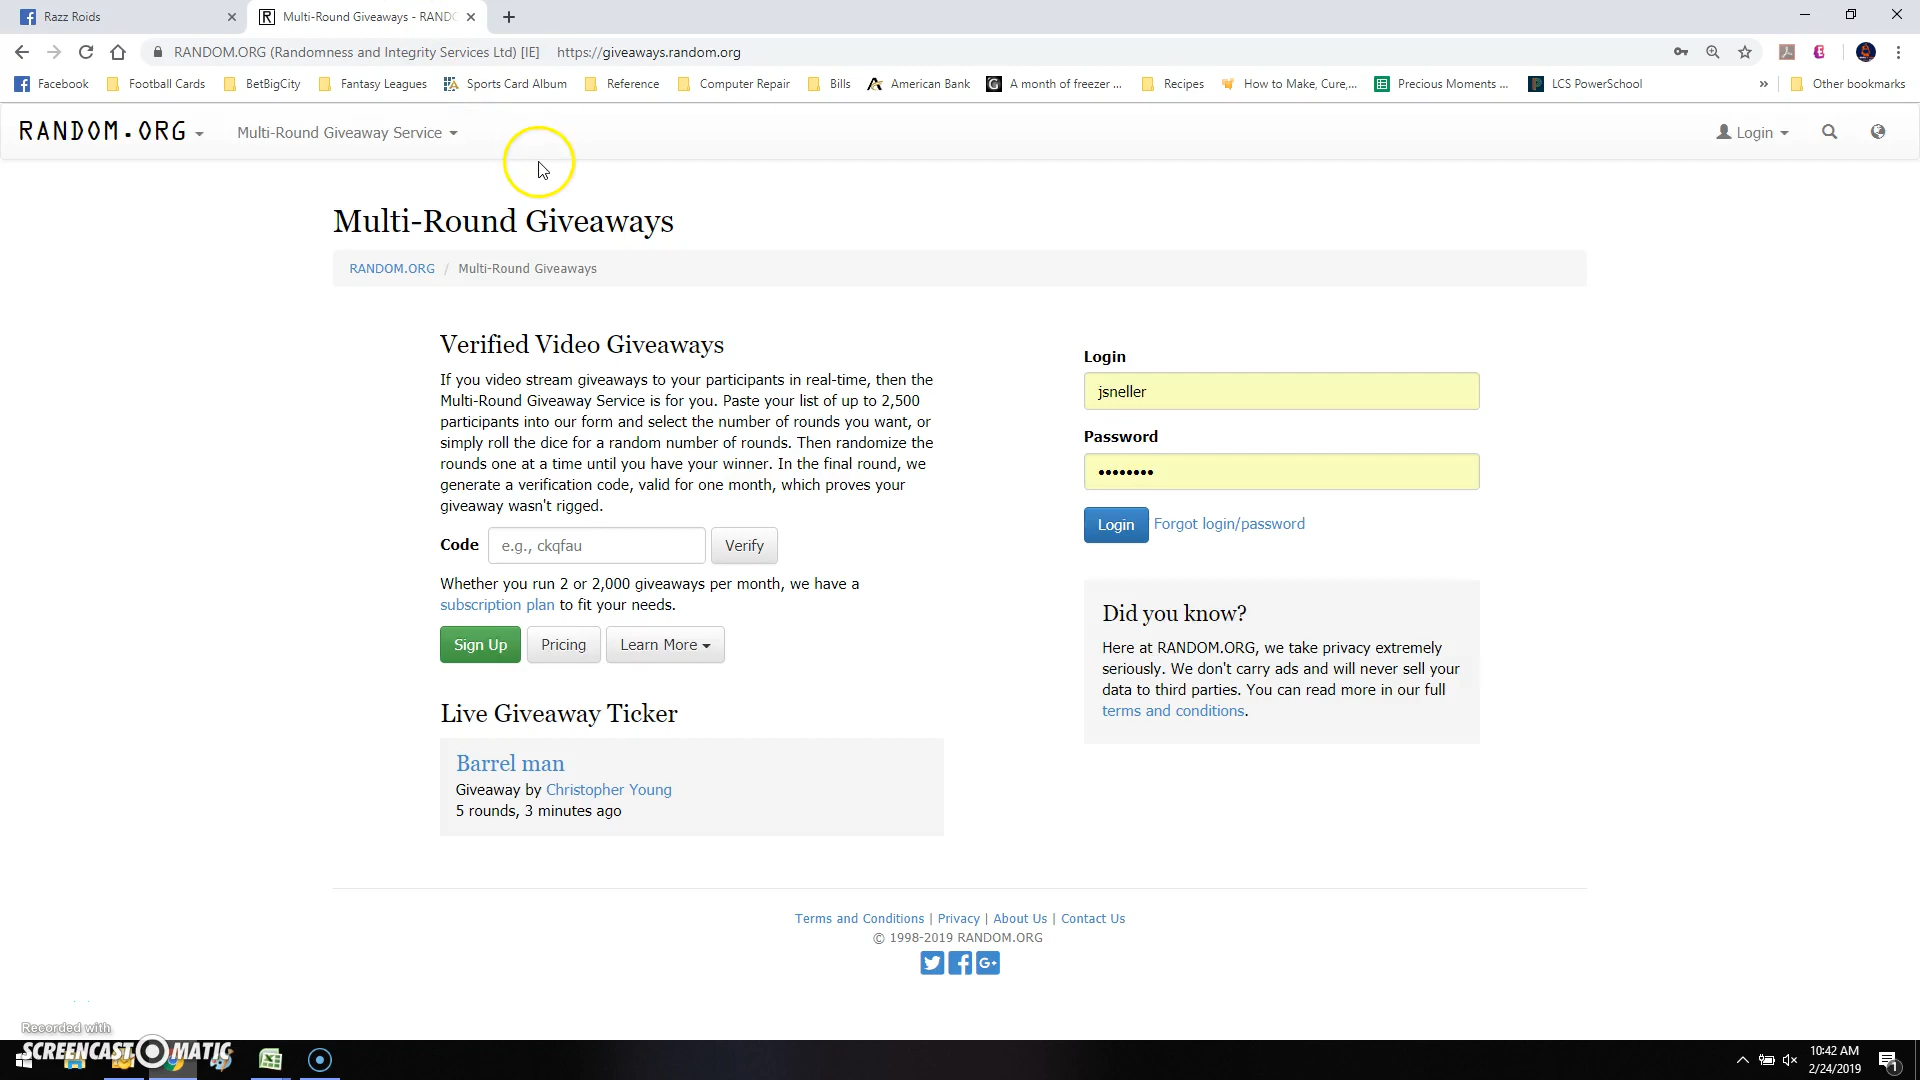 Razz Roids
Multi-Round Giveaways - RANDO
RANDOM.ORG (Randomness and Integrity Services Ltd) [IE] https://giveaways.random.org
Facebook Football Cards BetBigCity Fantasy Leagues Sports Card Album Reference Computer Repair Bills American Bank A month of freezer ... Recipes How to Make, Cure,... Precious Moments ... LCS PowerSchool » Other bookmarks
RANDOM.ORG Multi-Round Giveaway Service Login
Multi-Round Giveaways
RANDOM.ORG / Multi-Round Giveaways
Verified Video Giveaways
If you video stream giveaways to your participants in real-time, then the
Multi-Round Giveaway Service is for you. Paste your list of up to 2,500
participants into our form and select the number of rounds you want, or
simply roll the dice for a random number of rounds. Then randomize the
rounds one at a time until you have your winner. In the final round, we
generate a verification code, valid for one month, which proves your
giveaway wasn't rigged.
Code e.g., ckqfau Verify
Whether you run 2 or 2,000 giveaways per month, we have a
subscription plan to fit your needs.
Sign Up Pricing Learn More
Live Giveaway Ticker
Barrel man
Giveaway by Christopher Young
5 rounds, 3 minutes ago
Login
jsneller
Password
••••••••
Login Forgot login/password
Did you know?
Here at RANDOM.ORG, we take privacy extremely
seriously. We don't carry ads and will never sell your
data to third parties. You can read more in our full
terms and conditions.
Terms and Conditions | Privacy | About Us | Contact Us
© 1998-2019 RANDOM.ORG
Recorded with
SCREENCAST MATIC
10:42 AM
2/24/2019
1